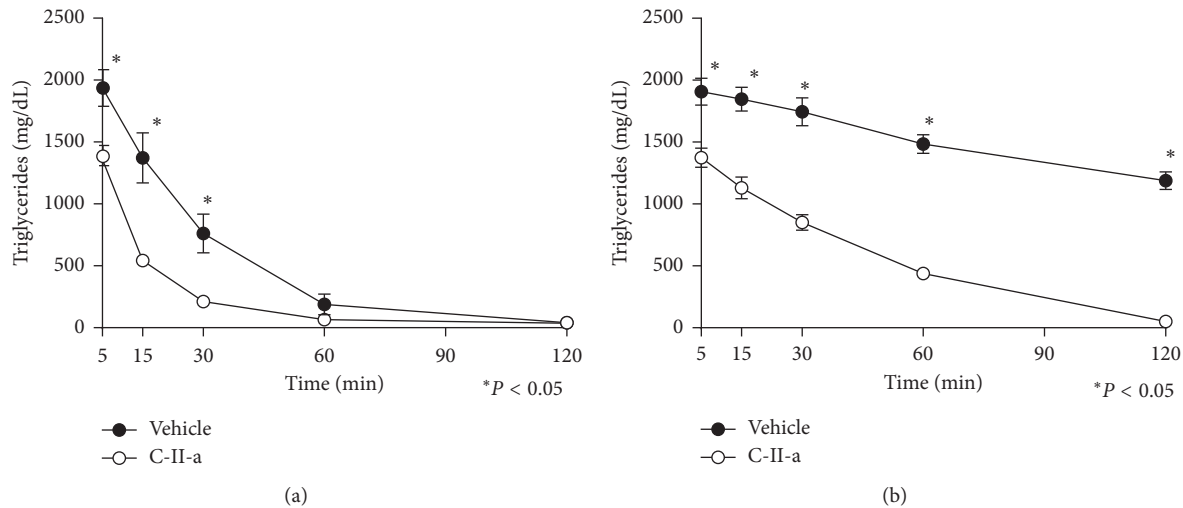 2500
2000
1500
1000
500
0
Triglycerides (mg/dL)
*
*
*
5
15
30
60
90
120
Time (min)
*P < 0.05
Vehicle
C-II-a
(a)
2500
2000
1500
1000
500
0
Triglycerides (mg/dL)
*
*
*
*
*
5
15
30
60
90
120
Time (min)
*P < 0.05
Vehicle
C-II-a
(b)